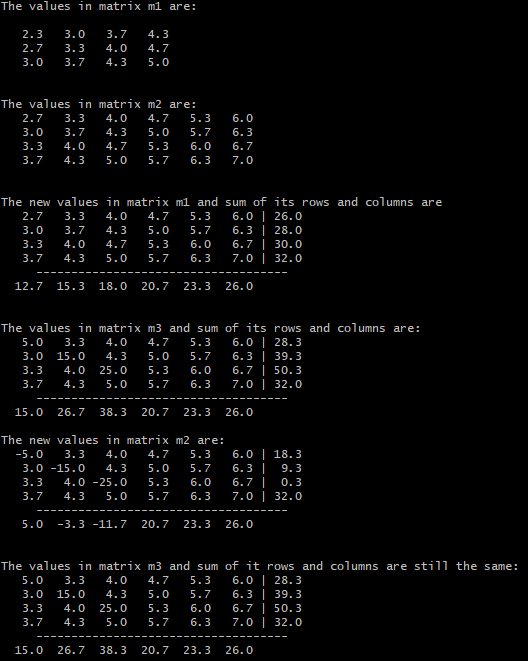 The values in matrix m1 are:
2.3 3.0 3.7 4.3
2.7 3.3 4.0 4.7
3.0 3.7 4.3 5.0
The values in matrix m2 are:
2.7 3.3 4.0 4.7 5.3 6.0
3.0 3.7 4.3 5.0 5.7 6.3
3.3 4.0 4.7 5.3 6.0 6.7
3.7 4.3 5.0 5.7 6.3 7.0
The new values in matrix m1 and sum of its rows and columns are
2.7 3.3 4.0 4.7 5.3 6.0 | 26.0
3.0 3.7 4.3 5.0 5.7 6.3 | 28.0
3.3 4.0 4.7 5.3 6.0 6.7 | 30.0
3.7 4.3 5.0 5.7 6.3 7.0 | 32.0
------------------------------------
12.7 15.3 18.0 20.7 23.3 26.0
The values in matrix m3 and sum of its rows and columns are:
5.0 3.3 4.0 4.7 5.3 6.0 | 28.3
3.0 15.0 4.3 5.0 5.7 6.3 | 39.3
3.3 4.0 25.0 5.3 6.0 6.7 | 50.3
3.7 4.3 5.0 5.7 6.3 7.0 | 32.0
------------------------------------
15.0 26.7 38.3 20.7 23.3 26.0
The new values in matrix m2 are:
-5.0 3.3 4.0 4.7 5.3 6.0 | 18.3
3.0 -15.0 4.3 5.0 5.7 6.3 | 9.3
3.3 4.0 -25.0 5.3 6.0 6.7 | 0.3
3.7 4.3 5.0 5.7 6.3 7.0 | 32.0
------------------------------------
5.0 -3.3 -11.7 20.7 23.3 26.0
The values in matrix m3 and sum of it rows and columns are still the same:
5.0 3.3 4.0 4.7 5.3 6.0 | 28.3
3.0 15.0 4.3 5.0 5.7 6.3 | 39.3
3.3 4.0 25.0 5.3 6.0 6.7 | 50.3
3.7 4.3 5.0 5.7 6.3 7.0 | 32.0
------------------------------------
15.0 26.7 38.3 20.7 23.3 26.0